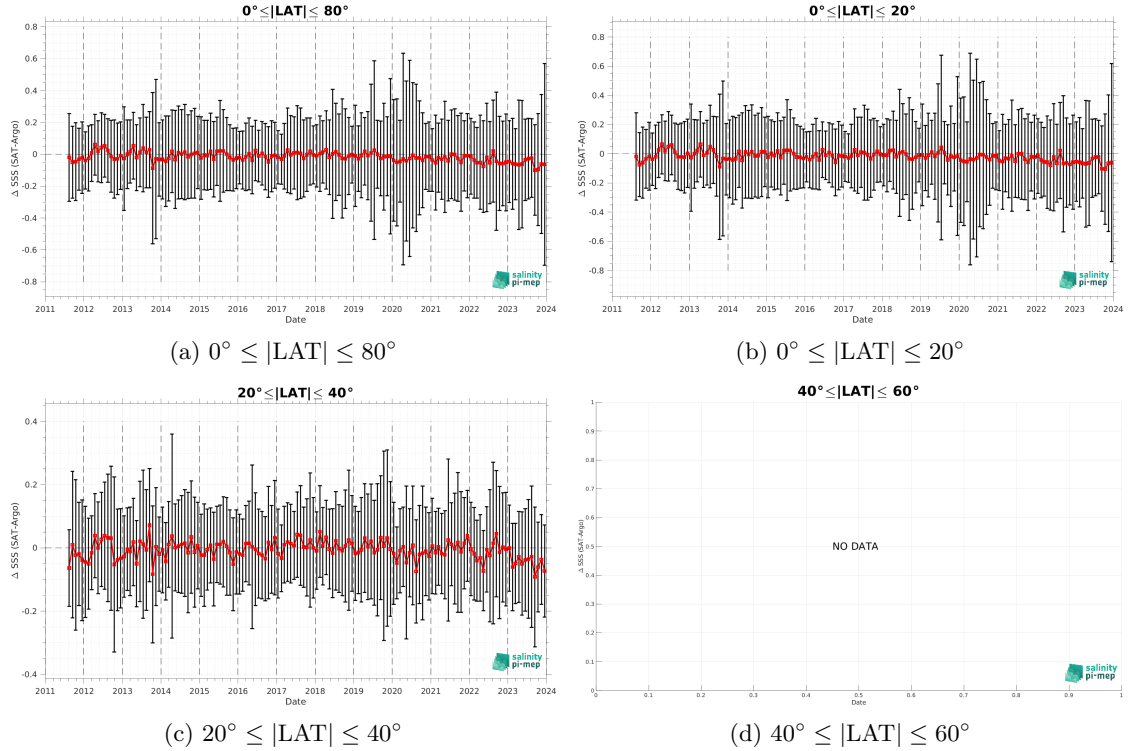 0°≤|LAT|≤ 80°
0.8
0.6
0.4
0.2
0
-0.2
-0.4
-0.6
-0.8
Δ SSS (SAT-Argo)
2011 2012 2013 2014 2015 2016 2017 2018 2019 2020 2021 2022 2023 2024
Date
salinity
pi-mep
(a) 0° ≤ |LAT| ≤ 80°
0°≤|LAT|≤ 20°
0.8
0.6
0.4
0.2
0
-0.2
-0.4
-0.6
-0.8
Δ SSS (SAT-Argo)
2011 2012 2013 2014 2015 2016 2017 2018 2019 2020 2021 2022 2023 2024
Date
salinity
pi-mep
(b) 0° ≤ |LAT| ≤ 20°
20°≤|LAT|≤ 40°
0.4
0.2
0
-0.2
-0.4
Δ SSS (SAT-Argo)
2011 2012 2013 2014 2015 2016 2017 2018 2019 2020 2021 2022 2023 2024
Date
salinity
pi-mep
(c) 20° ≤ |LAT| ≤ 40°
40°≤|LAT|≤ 60°
1
0.9
0.8
0.7
0.6
0.5
0.4
0.3
0.2
0.1
0
Δ SSS (SAT-Argo)
NO DATA
0 0.1 0.2 0.3 0.4 0.5 0.6 0.7 0.8 0.9 1
Date
salinity
pi-mep
(d) 40° ≤ |LAT| ≤ 60°